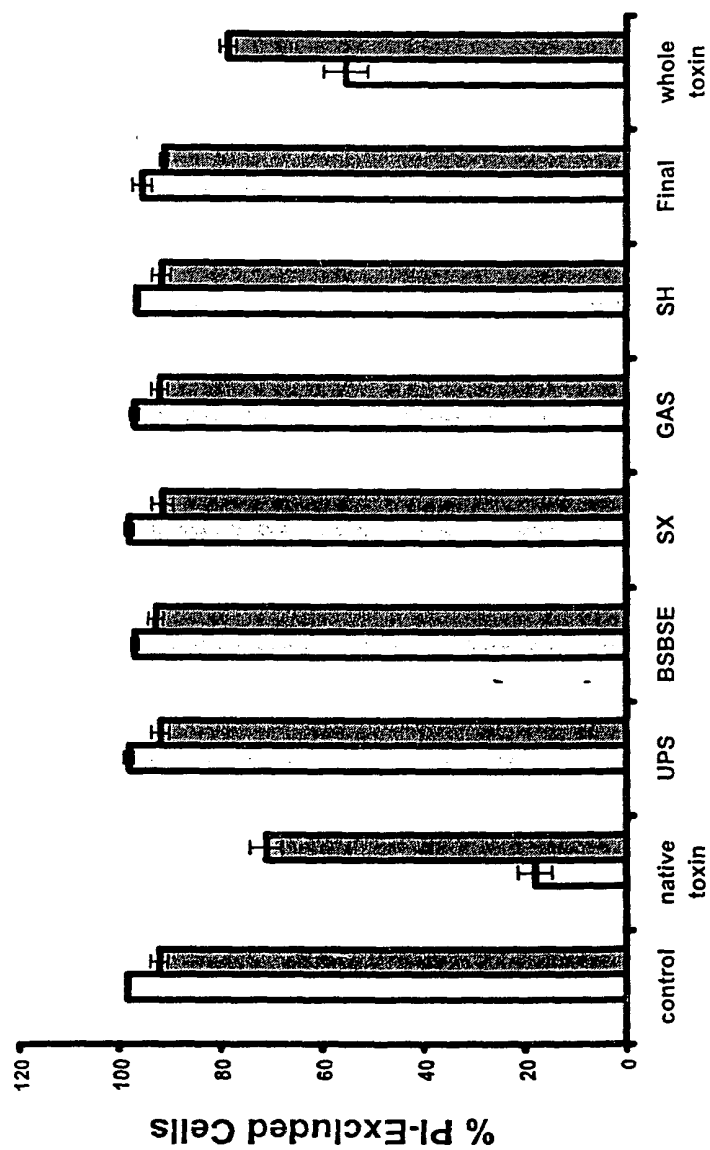 % PI-Excluded Cells
120
100
80
60
40
20
0
control
native
toxin
UPS
BSBSE
SX
GAS
SH
Final
whole
toxin